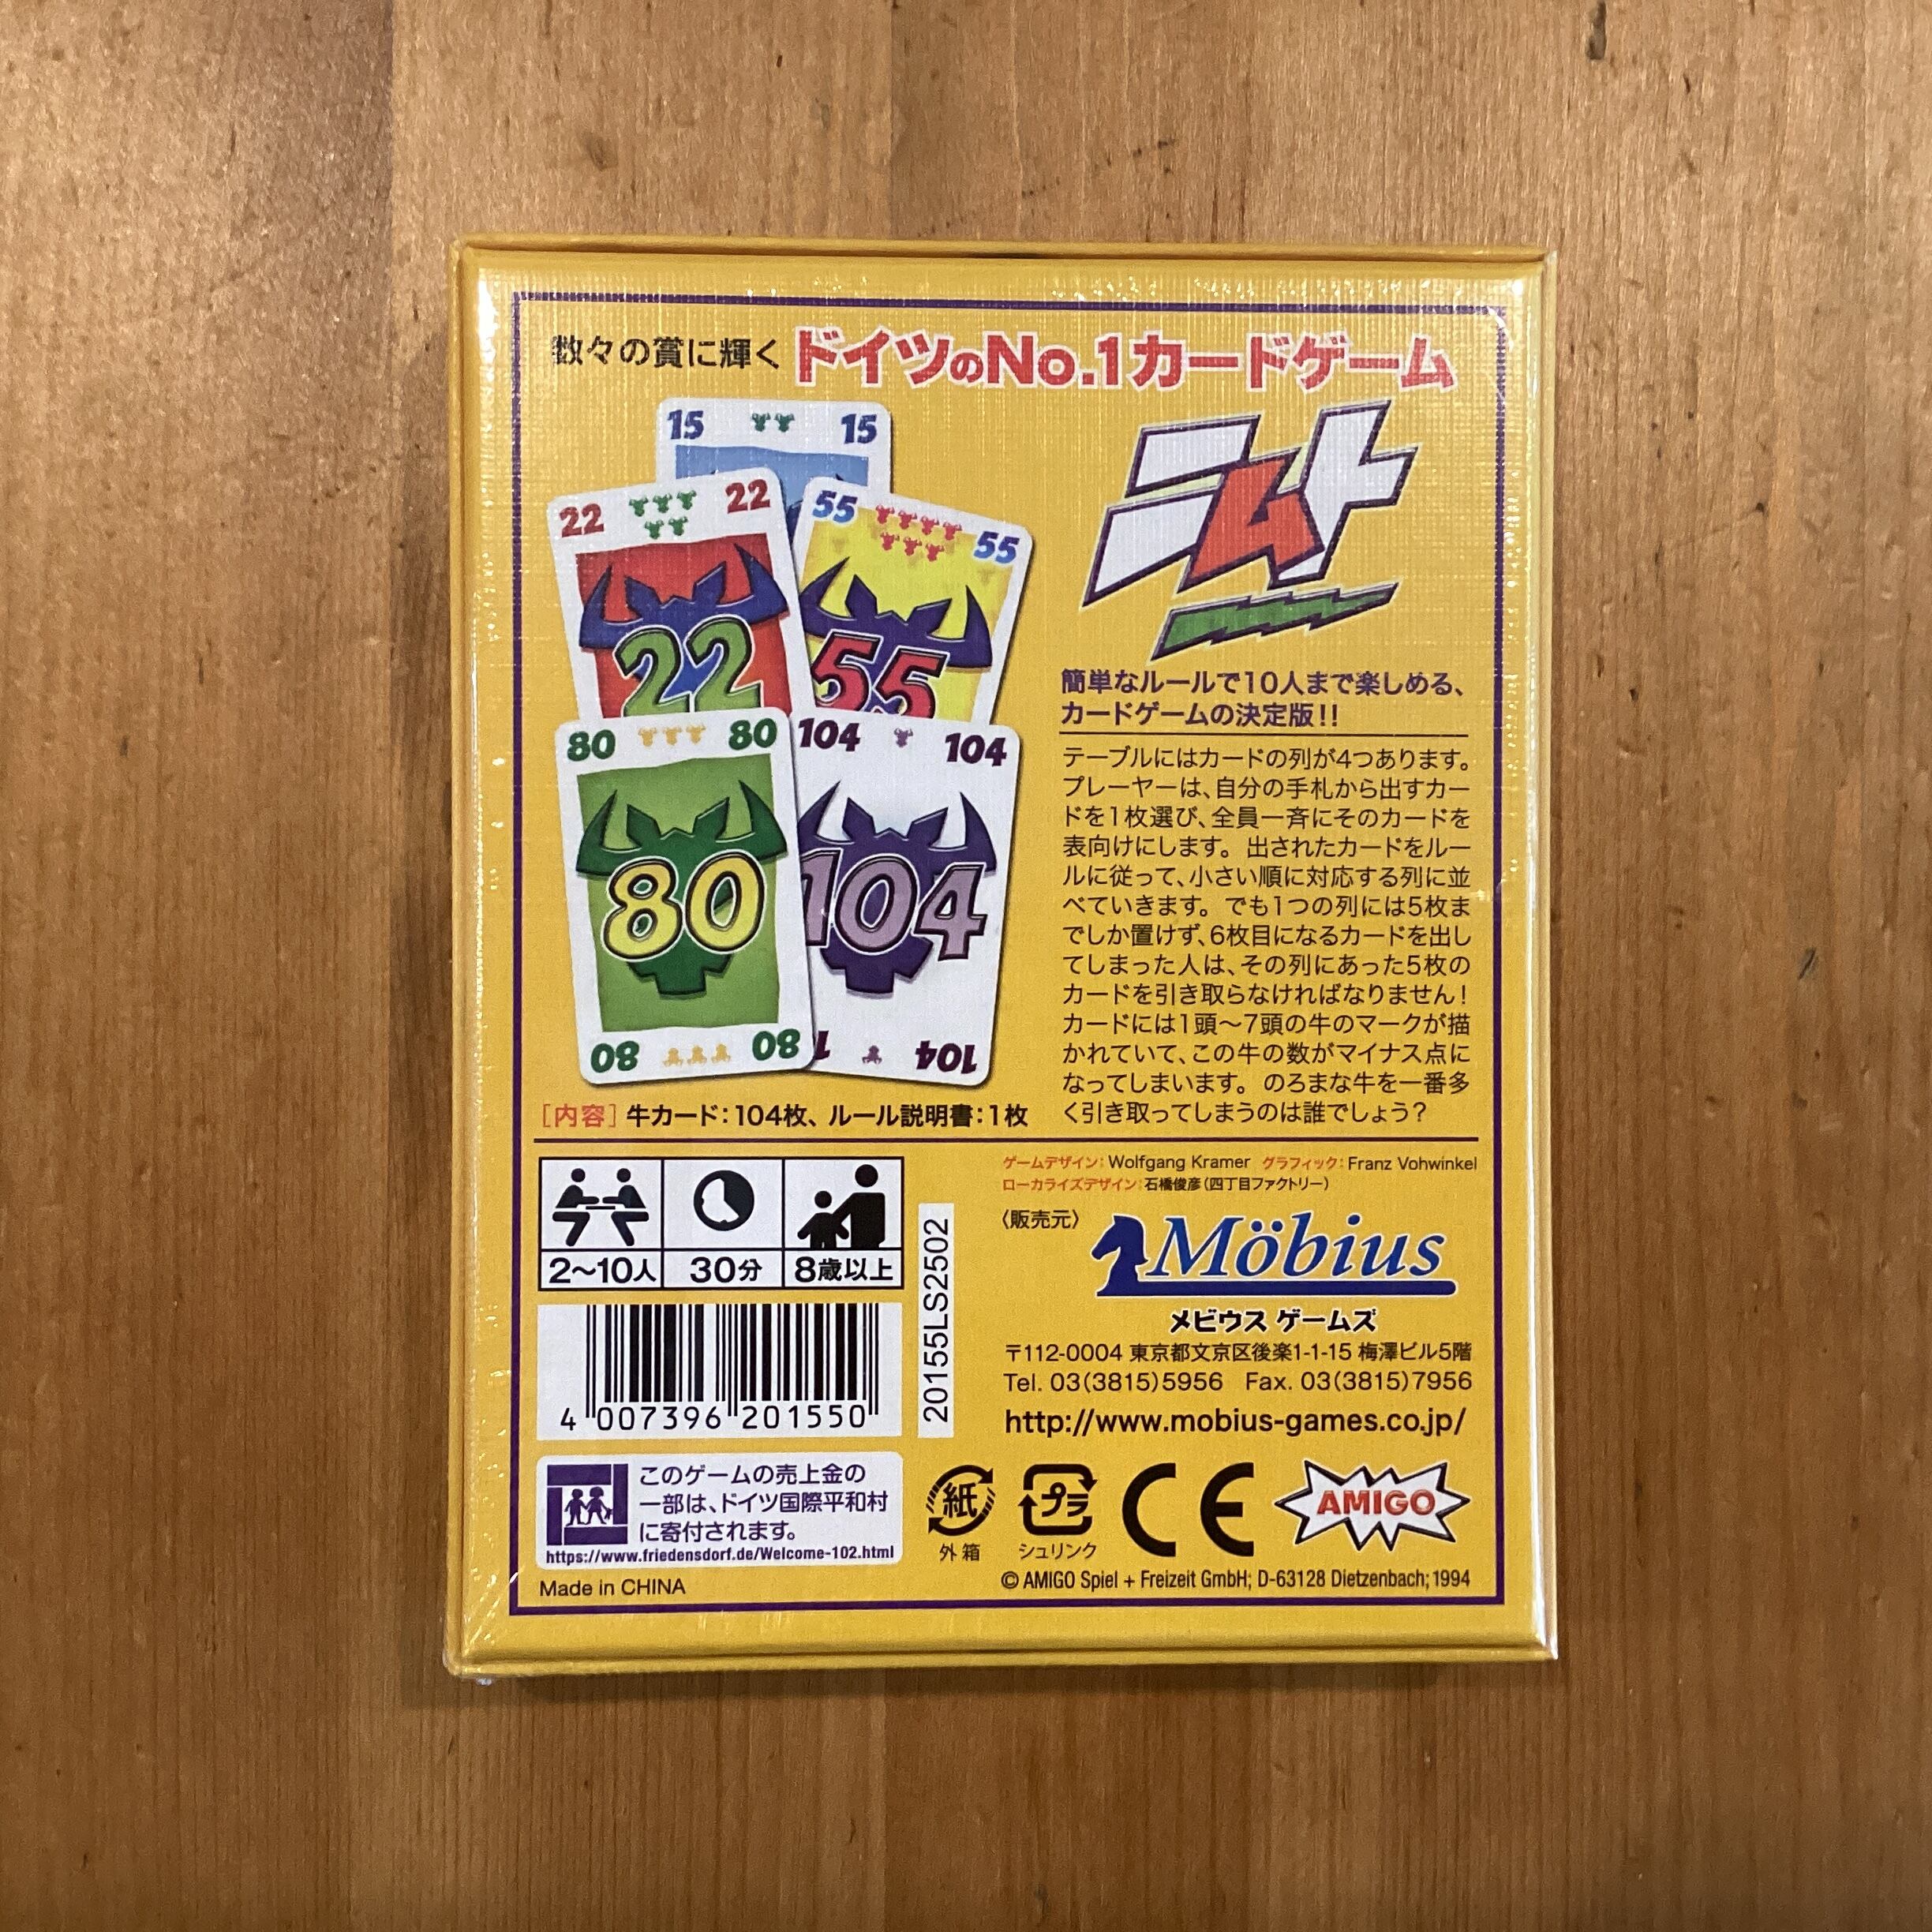 数々の賞に輝く ドイツのNo.1カードゲーム
15 15
22 22
55 55
22
55
ニムト
簡単なルールで10人まで楽しめる、
カードゲームの決定版!!
テーブルにはカードの列が4つあります。
プレーヤーは、自分の手札から出すカー
ドを1枚選び、全員一斉にそのカードを
表向けにします。出されたカードをルー
ルに従って、小さい順に対応する列に並
べていきます。でも1つの列には5枚ま
でしか置けず、6枚目になるカードを出し
てしまった人は、その列にあった5枚の
カードを引き取らなければなりません!
カードには1頭〜7頭の牛のマークが描
かれていて、この牛の数がマイナス点に
なってしまいます。のろまな牛を一番多
く引き取ってしまうのは誰でしょう?
80 80
104 104
80
104
80 80
1 104
[内容] 牛カード:104枚、ルール説明書:1枚
2〜10人 30分 8歳以上
4 007396 201550
20155LS2502
ゲームデザイン: Wolfgang Kramer グラフィック: Franz Vohwinkel
ローカライズデザイン: 石橋俊彦(四丁目ファクトリー)
〈販売元〉
Möbius
メビウス ゲームズ
〒112-0004 東京都文京区後楽1-1-15 梅澤ビル5階
Tel. 03(3815)5956 Fax. 03(3815)7956
http://www.mobius-games.co.jp/
このゲームの売上金の
一部は、ドイツ国際平和村
に寄付されます。
https://www.friedensdorf.de/Welcome-102.html
紙
外箱
プラ
シュリンク
CE
AMIGO
Made in CHINA
© AMIGO Spiel + Freizeit GmbH; D-63128 Dietzenbach; 1994